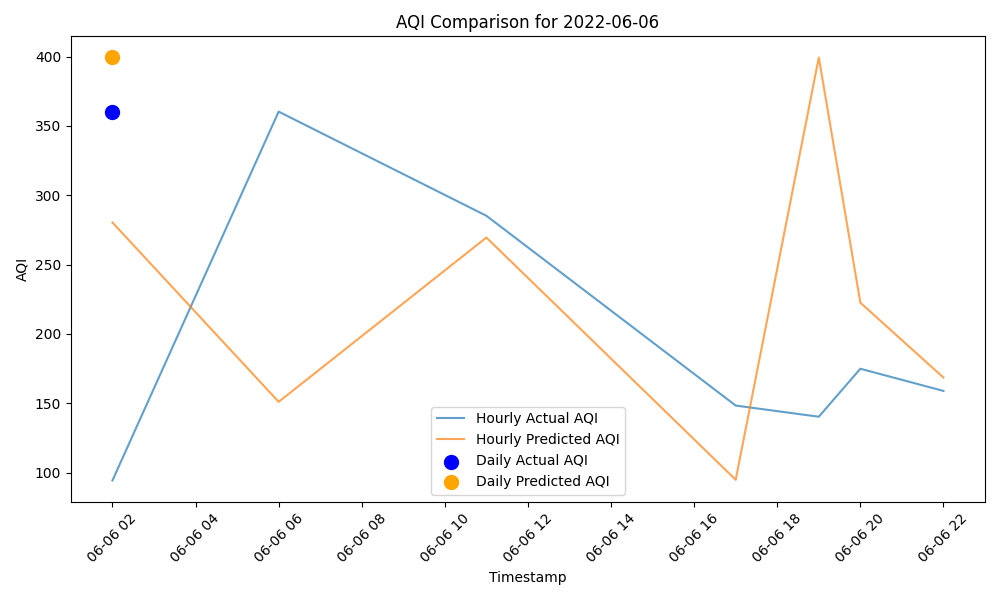 AQI Comparison for 2022-06-06
AQI
400
350
300
250
200
150
100
Hourly Actual AQI
Hourly Predicted AQI
Daily Actual AQI
Daily Predicted AQI
06-06 02
06-06 04
06-06 06
06-06 08
06-06 10
06-06 12
06-06 14
06-06 16
06-06 18
06-06 20
06-06 22
Timestamp